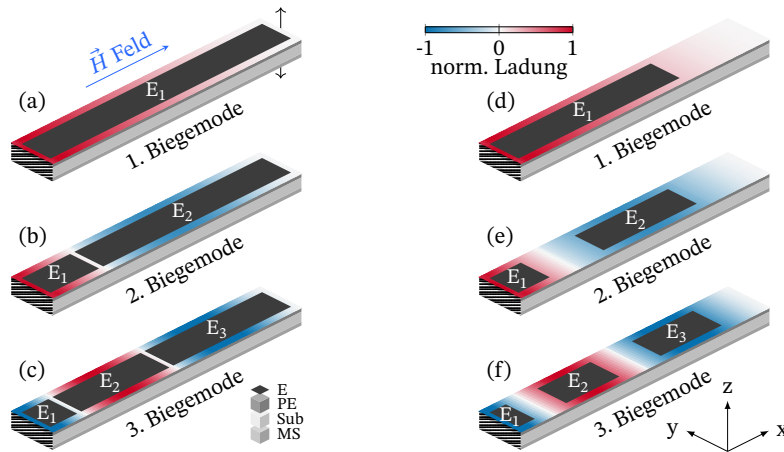 H⃗ Feld
(a)
E₁
1. Biegemode
(b)
E₁
E₂
2. Biegemode
(c)
E₁
E₂
E₃
3. Biegemode
E
PE
Sub
MS
-1 0 1
norm. Ladung
(d)
E₁
1. Biegemode
(e)
E₁
E₂
2. Biegemode
(f)
E₁
E₂
E₃
3. Biegemode
z
y
x